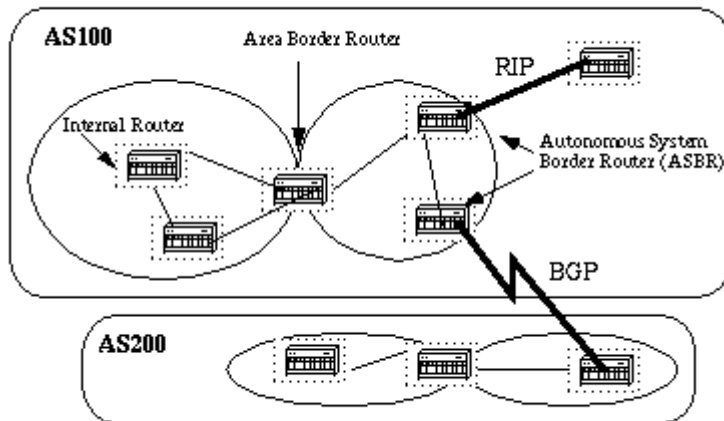 AS100
Area Border Router
RIP
Internal Router
Autonomous System
Border Router (ASBR)
BGP
AS200